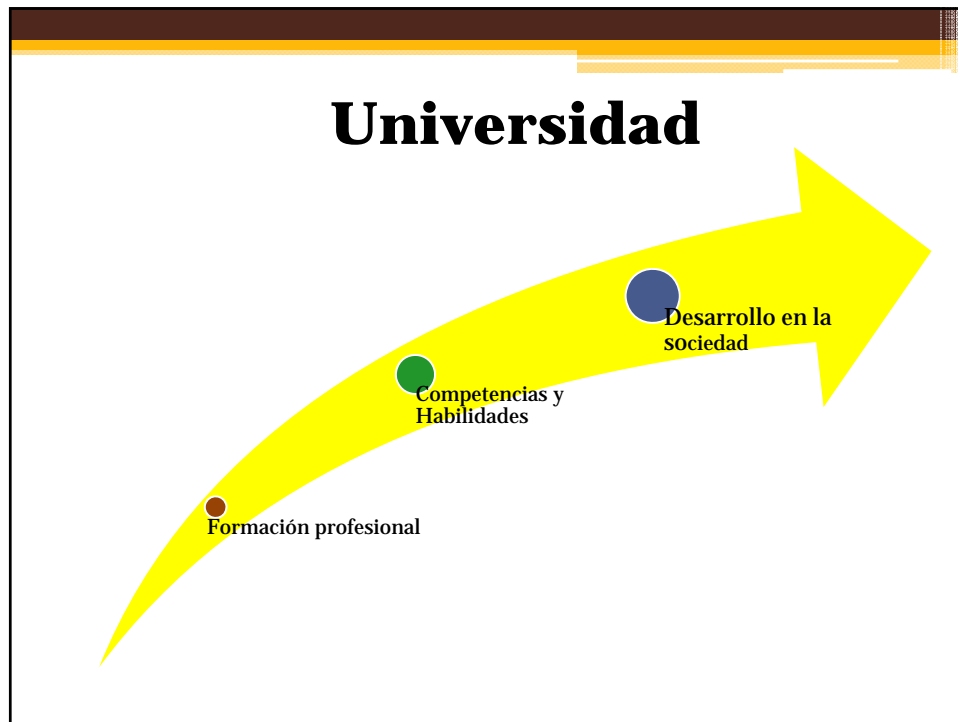 Universidad
Desarrollo en la
sociedad
Competencias y
Habilidades
Formación profesional